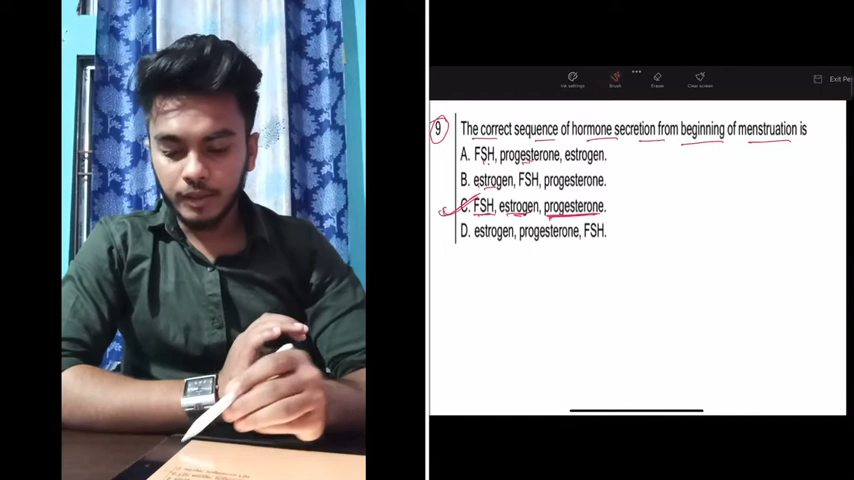 Ink settings
Brush
Eraser
Clear screen
Exit Pe
9
The correct sequence of hormone secretion from beginning of menstruation is
A. FSH, progesterone, estrogen.
B. estrogen, FSH, progesterone.
C. FSH, estrogen, progesterone.
D. estrogen, progesterone, FSH.